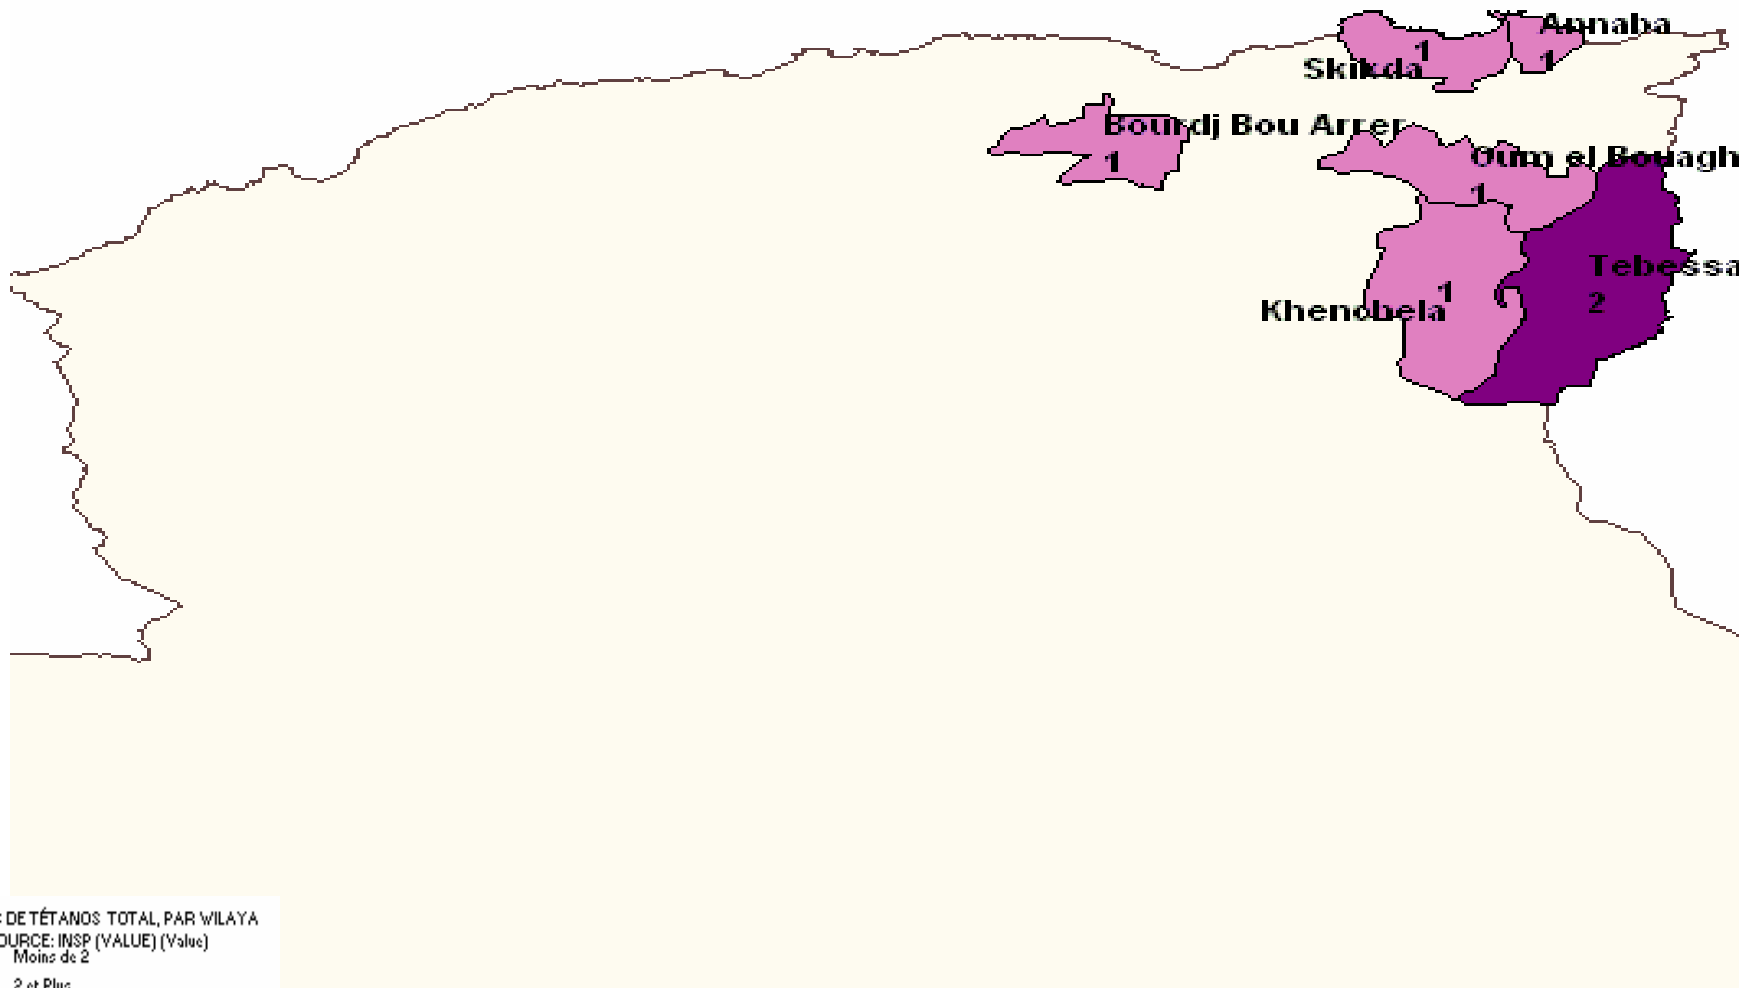 Annaba
1
Skikda
1
Bourdj Bou Arrer
1
Oum el Bouagh
1
Tebessa
2
Khenchela
1
DE TÉTANOS TOTAL, PAR WILAYA
OURCE: INSP (VALUE) (Value)
Moins de 2
2 et Plus